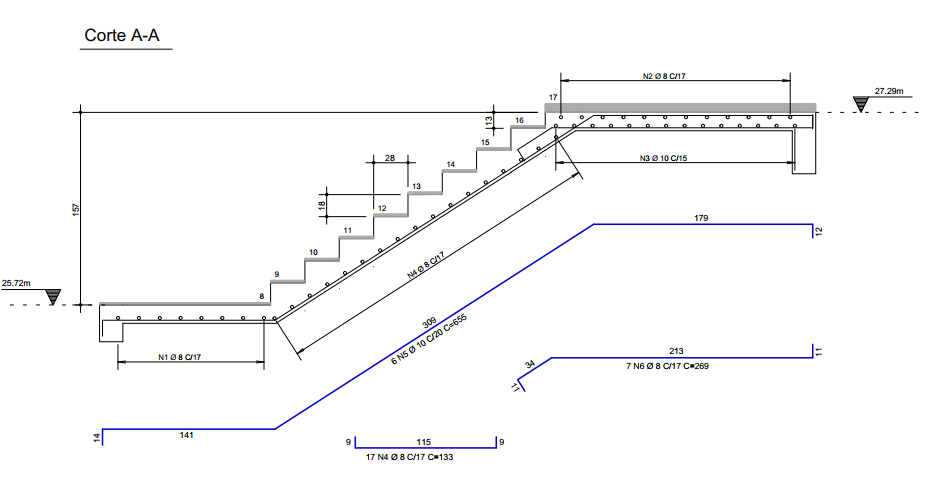 Corte A-A
N2 Ø 8 C/17
27.29m
17
16
13
15
14
28
13
18
12
11
10
9
8
157
25.72m
N3 Ø 10 C/15
N4 Ø 8 C/17
N1 Ø 8 C/17
179
12
309
6 N5 Ø 10 C/20 C=655
213
11
7 N6 Ø 8 C/17 C=269
34
11
14
141
9
115
9
17 N4 Ø 8 C/17 C=133